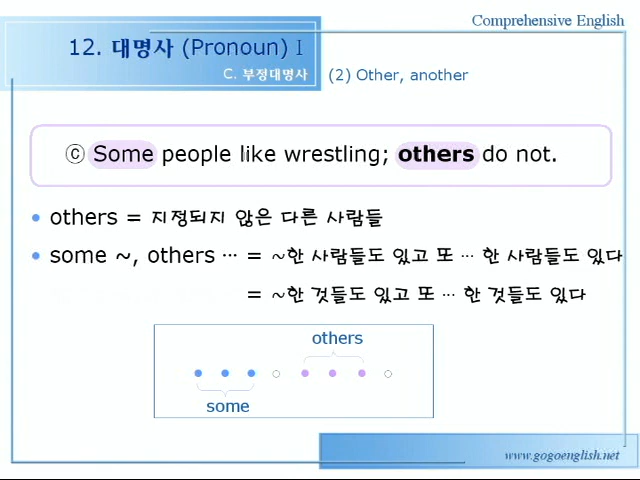 Comprehensive English
12. 대명사 (Pronoun) I
C. 부정대명사 (2) Other, another
ⓒ Some people like wrestling; others do not.
• others = 지정되지 않은 다른 사람들
• some ~, others ··· = ~한 사람들도 있고 또 ··· 한 사람들도 있다
= ~한 것들도 있고 또 ··· 한 것들도 있다
others
some
www.gogoenglish.net